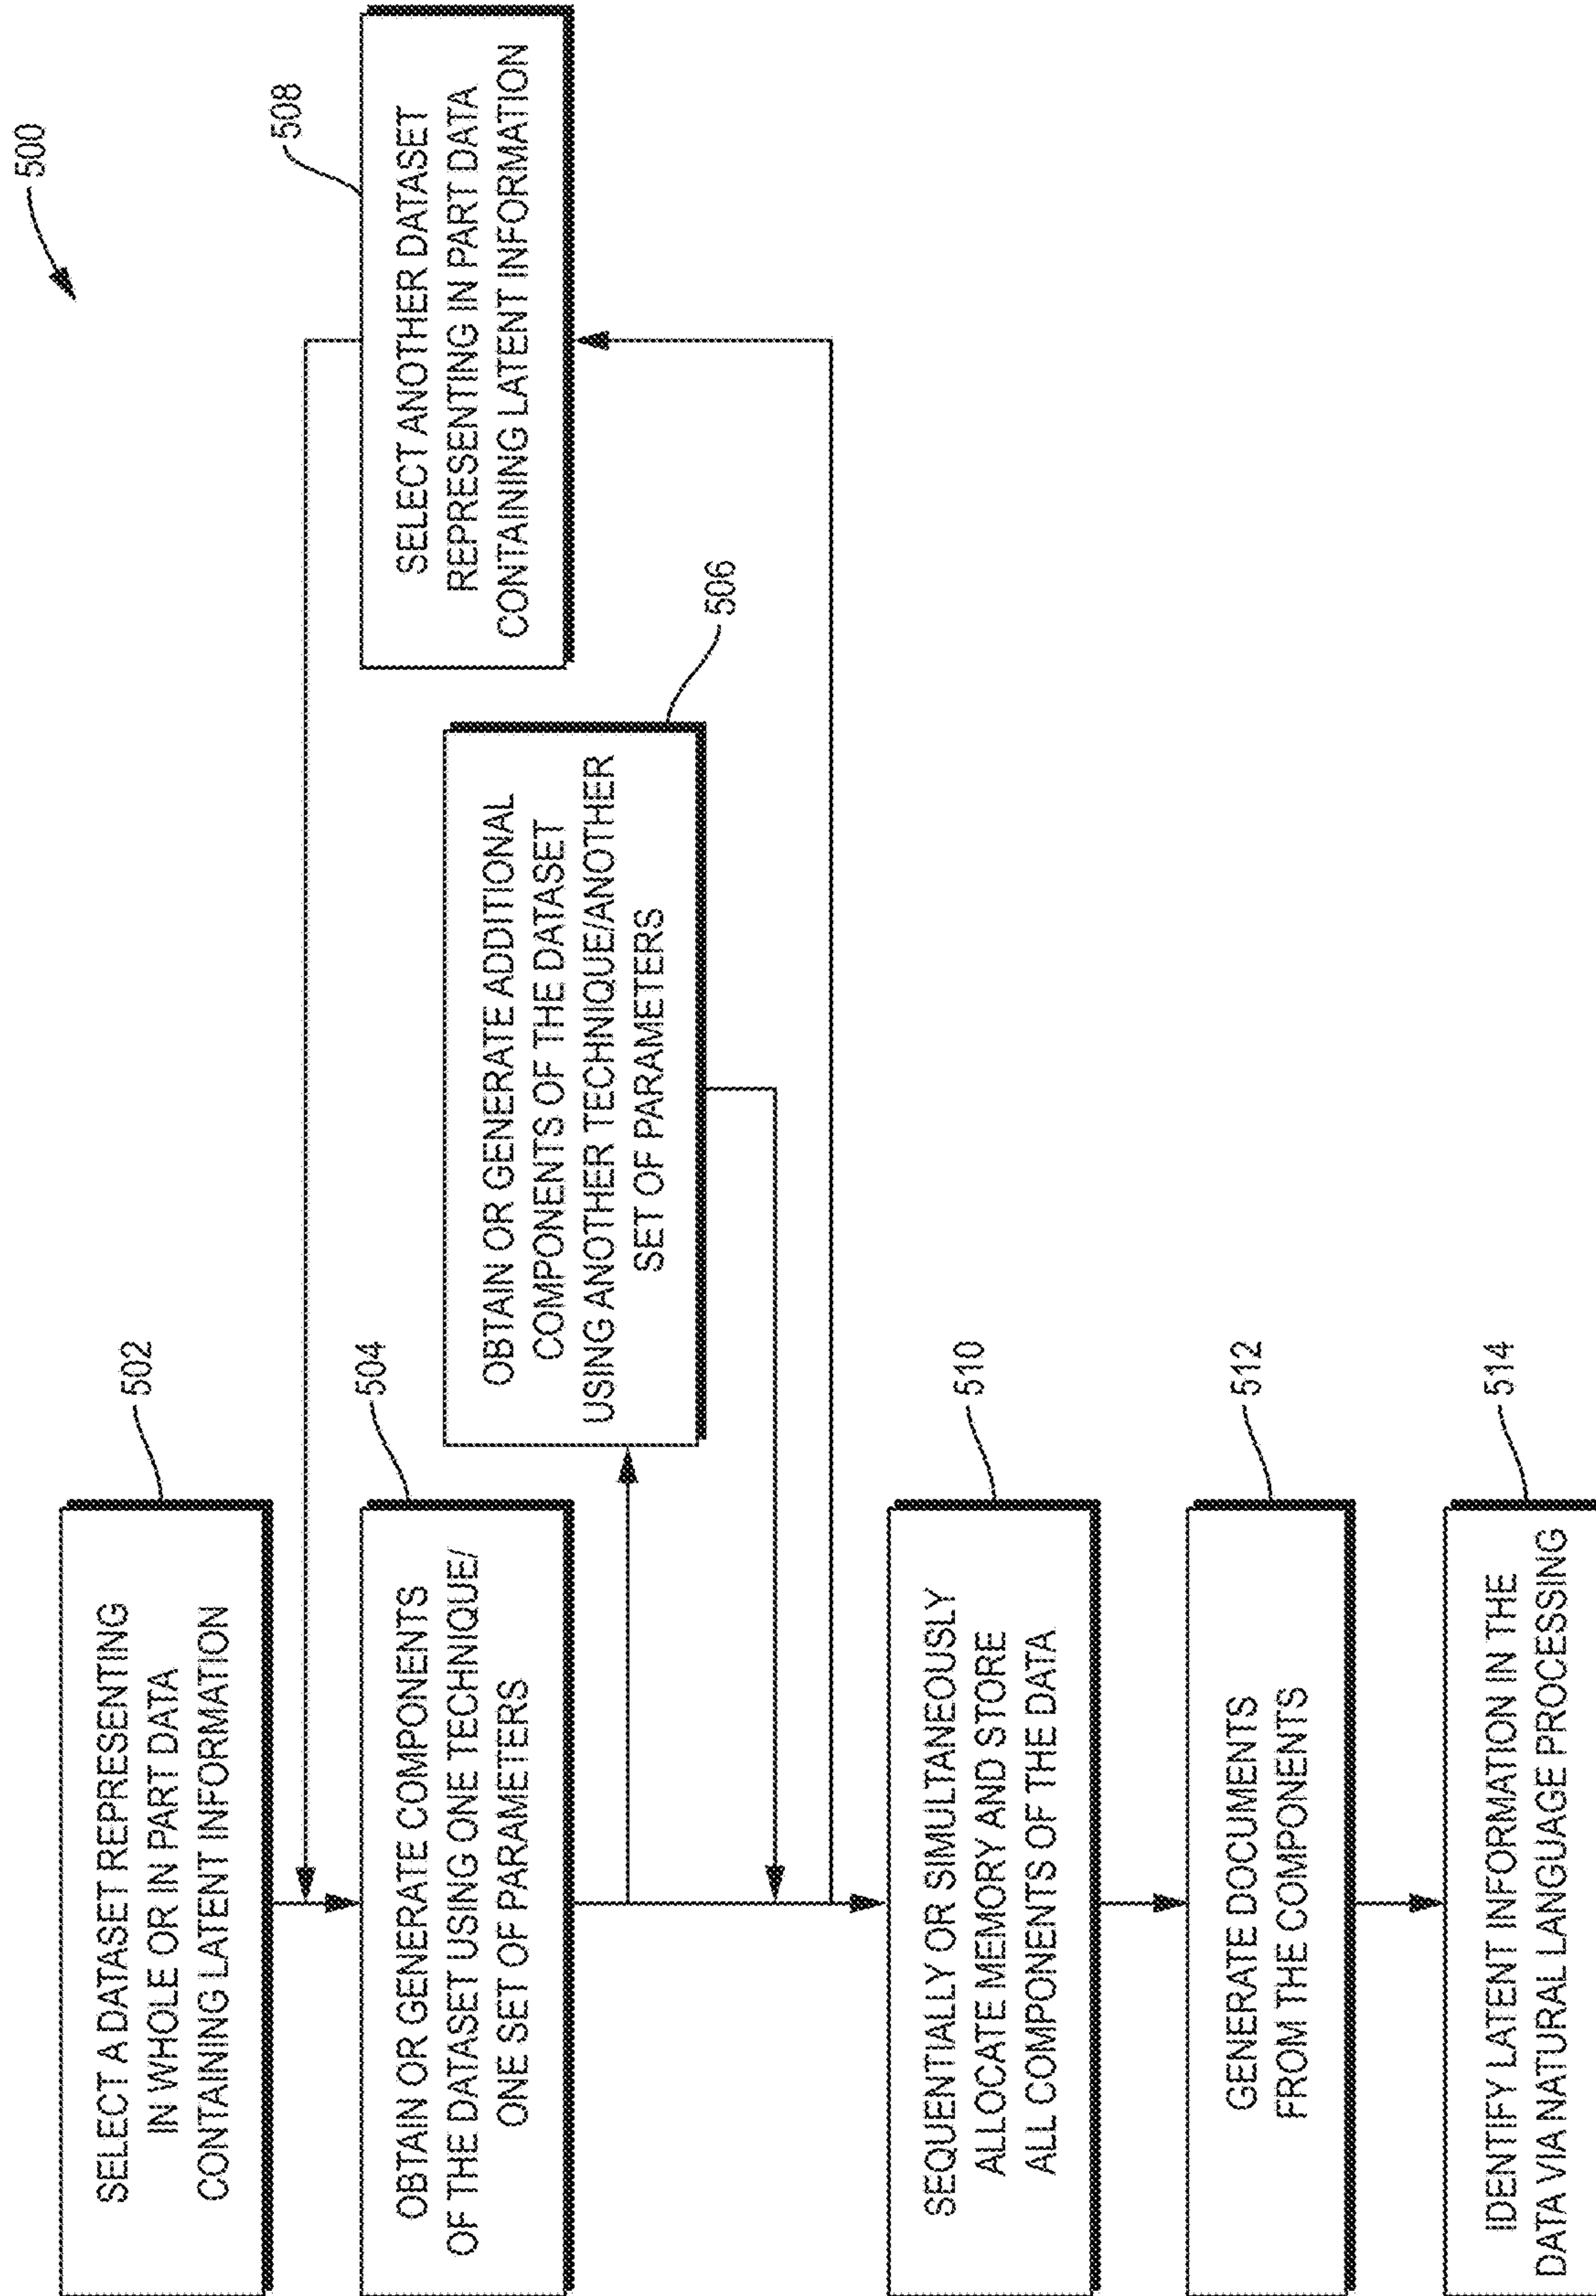 500
502
SELECT A DATASET REPRESENTING
IN WHOLE OR IN PART DATA
CONTAINING LATENT INFORMATION
504
OBTAIN OR GENERATE COMPONENTS
OF THE DATASET USING ONE TECHNIQUE/
ONE SET OF PARAMETERS
506
OBTAIN OR GENERATE ADDITIONAL
COMPONENTS OF THE DATASET
USING ANOTHER TECHNIQUE/ANOTHER
SET OF PARAMETERS
508
SELECT ANOTHER DATASET
REPRESENTING IN PART DATA
CONTAINING LATENT INFORMATION
510
SEQUENTIALLY OR SIMULTANEOUSLY
ALLOCATE MEMORY AND STORE
ALL COMPONENTS OF THE DATA
512
GENERATE DOCUMENTS
FROM THE COMPONENTS
514
IDENTIFY LATENT INFORMATION IN THE
DATA VIA NATURAL LANGUAGE PROCESSING